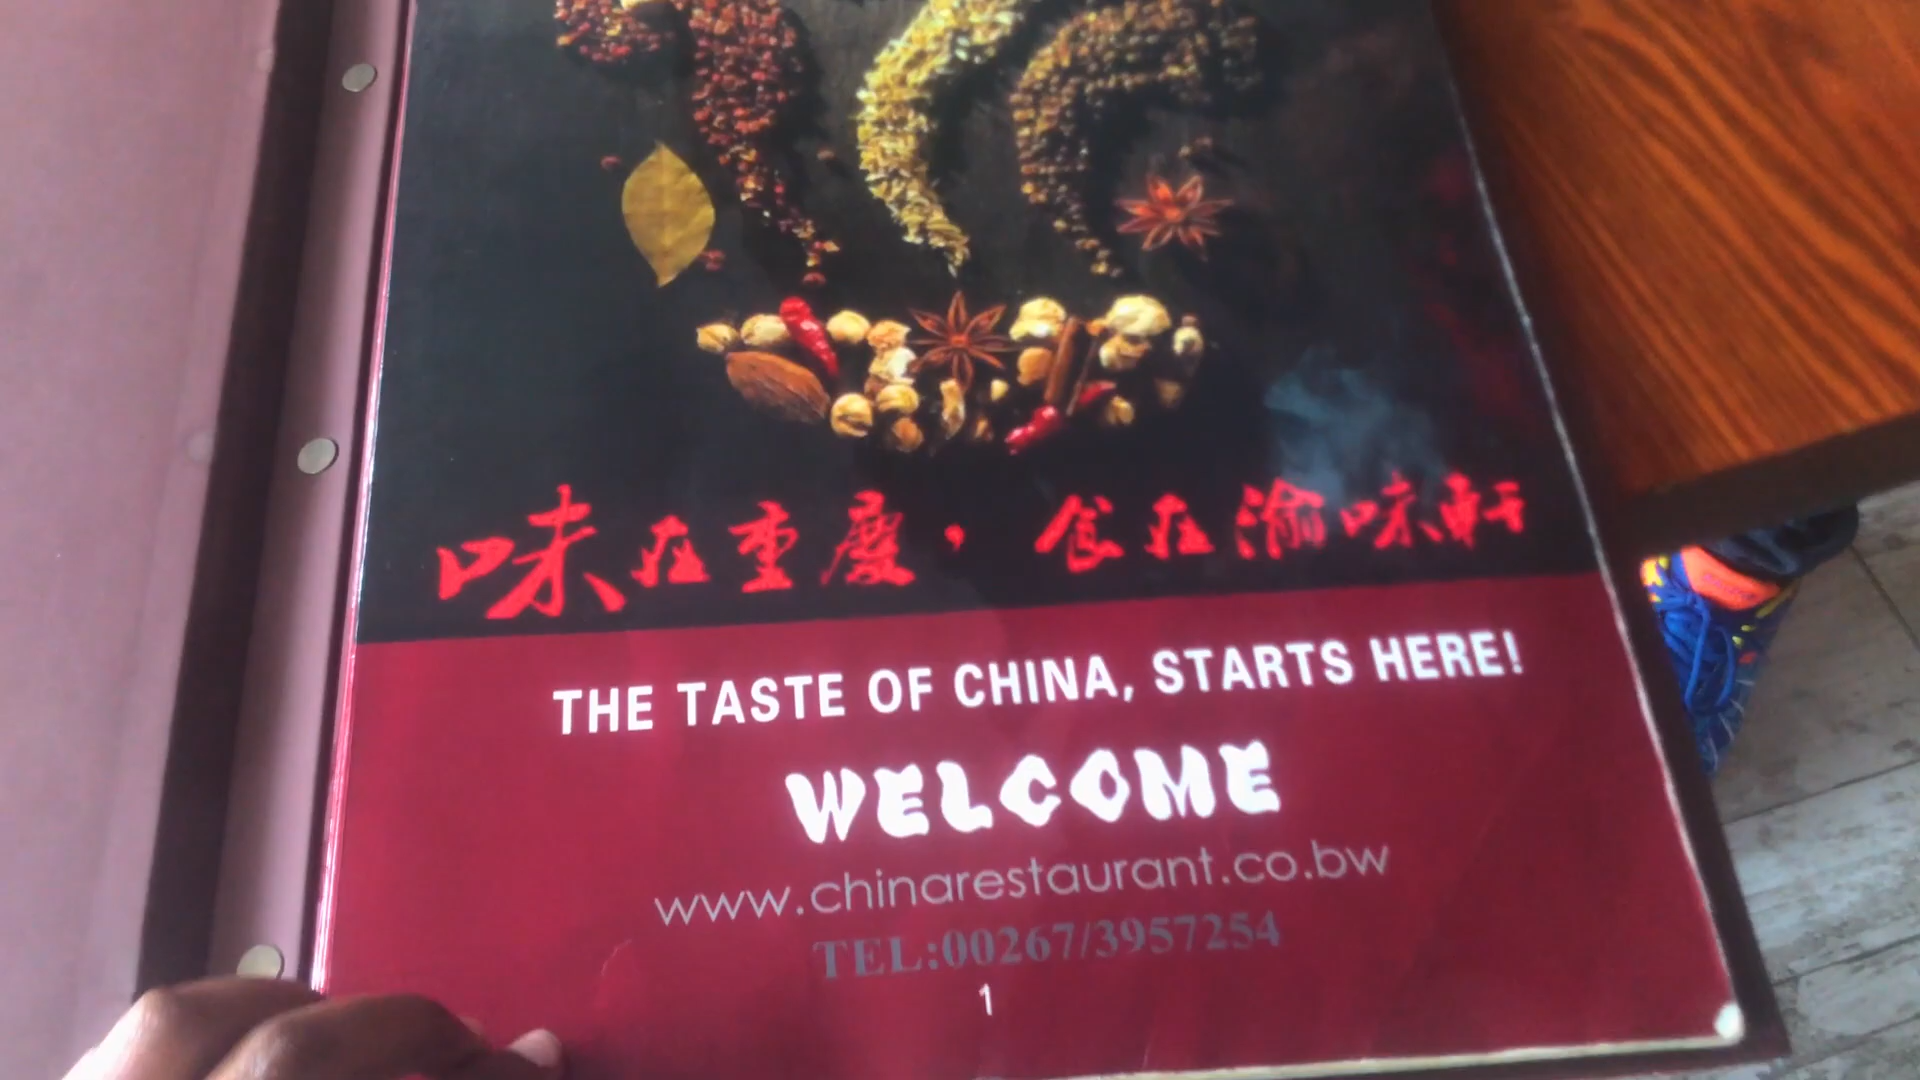 味在重慶，食在渝味軒
THE TASTE OF CHINA, STARTS HERE!
WELCOME
www.chinarestaurant.co.bw
TEL:00267/3957254
1